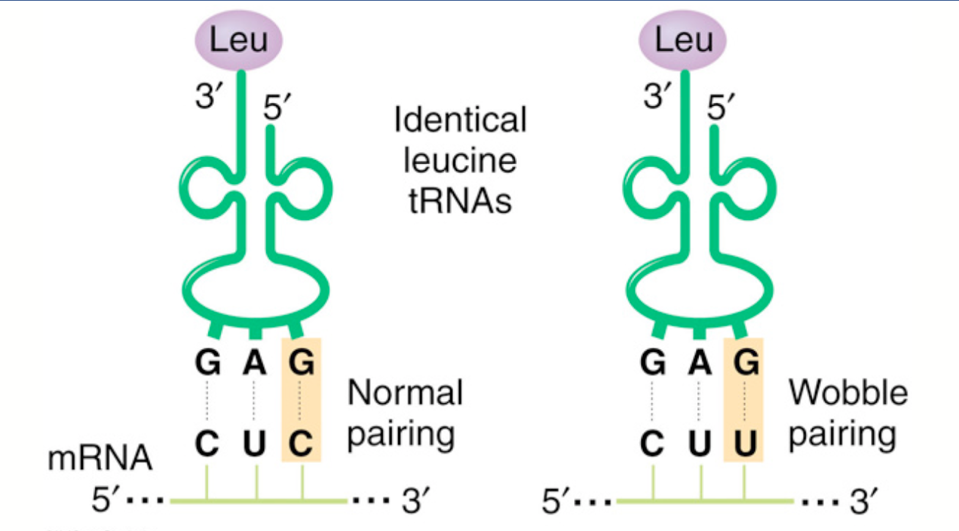 Leu
3′ 5′
Identical
leucine
tRNAs
G A G
C U C
Normal
pairing
mRNA
5′ ··· ··· 3′
Leu
3′ 5′
G A G
C U U
Wobble
pairing
5′ ··· ··· 3′